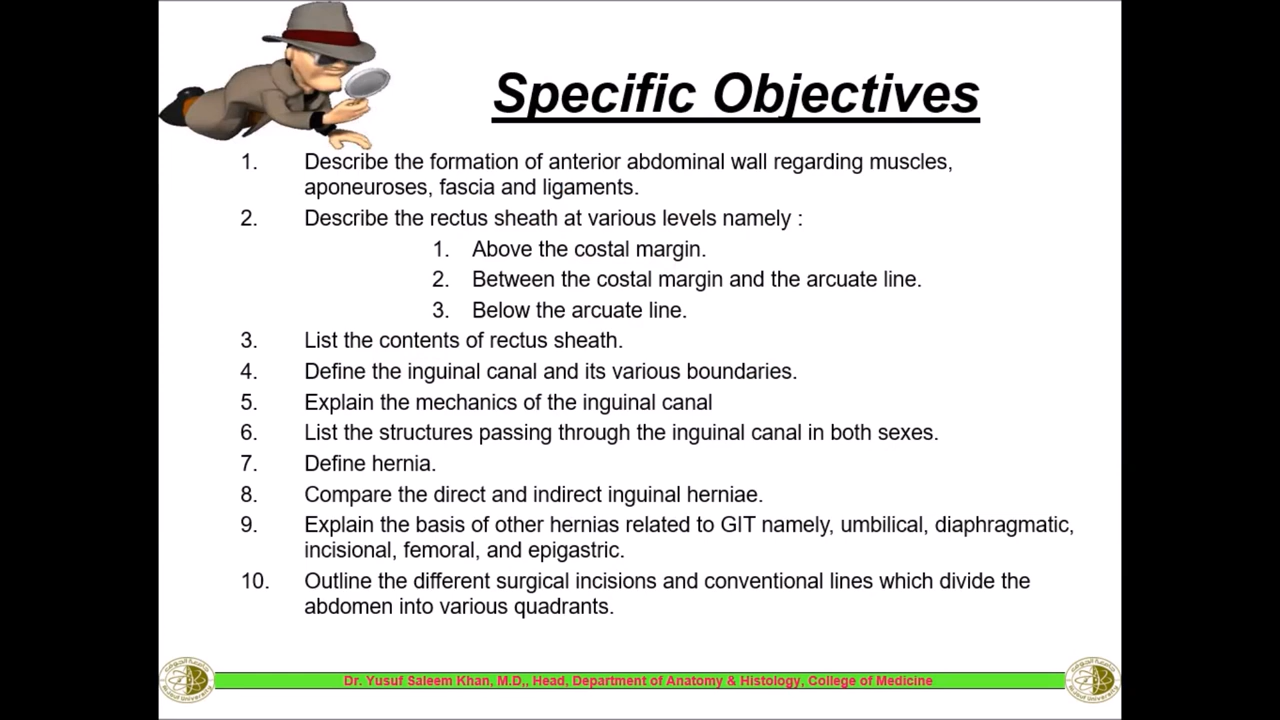 Specific Objectives
1. Describe the formation of anterior abdominal wall regarding muscles,
aponeuroses, fascia and ligaments.
2. Describe the rectus sheath at various levels namely :
1. Above the costal margin.
2. Between the costal margin and the arcuate line.
3. Below the arcuate line.
3. List the contents of rectus sheath.
4. Define the inguinal canal and its various boundaries.
5. Explain the mechanics of the inguinal canal
6. List the structures passing through the inguinal canal in both sexes.
7. Define hernia.
8. Compare the direct and indirect inguinal herniae.
9. Explain the basis of other hernias related to GIT namely, umbilical, diaphragmatic,
incisional, femoral, and epigastric.
10. Outline the different surgical incisions and conventional lines which divide the
abdomen into various quadrants.
Dr. Yusuf Saleem Khan, M.D,, Head, Department of Anatomy & Histology, College of Medicine